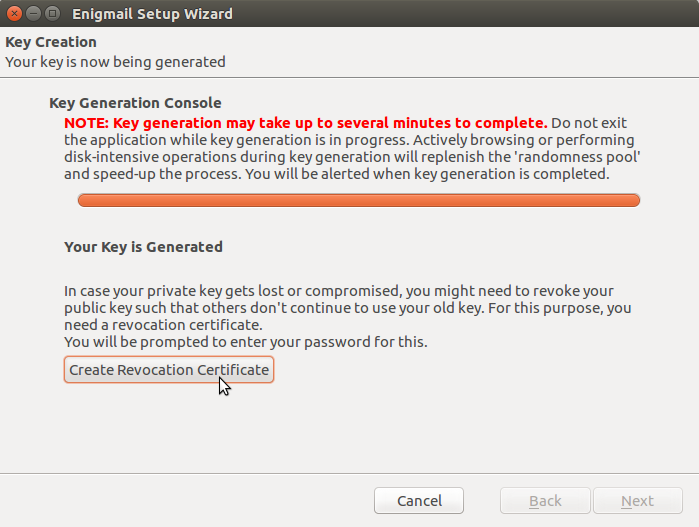 Enigmail Setup Wizard
Key Creation
Your key is now being generated
Key Generation Console
NOTE: Key generation may take up to several minutes to complete. Do not exit
the application while key generation is in progress. Actively browsing or performing
disk-intensive operations during key generation will replenish the 'randomness pool'
and speed-up the process. You will be alerted when key generation is completed.
Your Key is Generated
In case your private key gets lost or compromised, you might need to revoke your
public key such that others don't continue to use your old key. For this purpose, you
need a revocation certificate.
You will be prompted to enter your password for this.
Create Revocation Certificate
Cancel Back Next